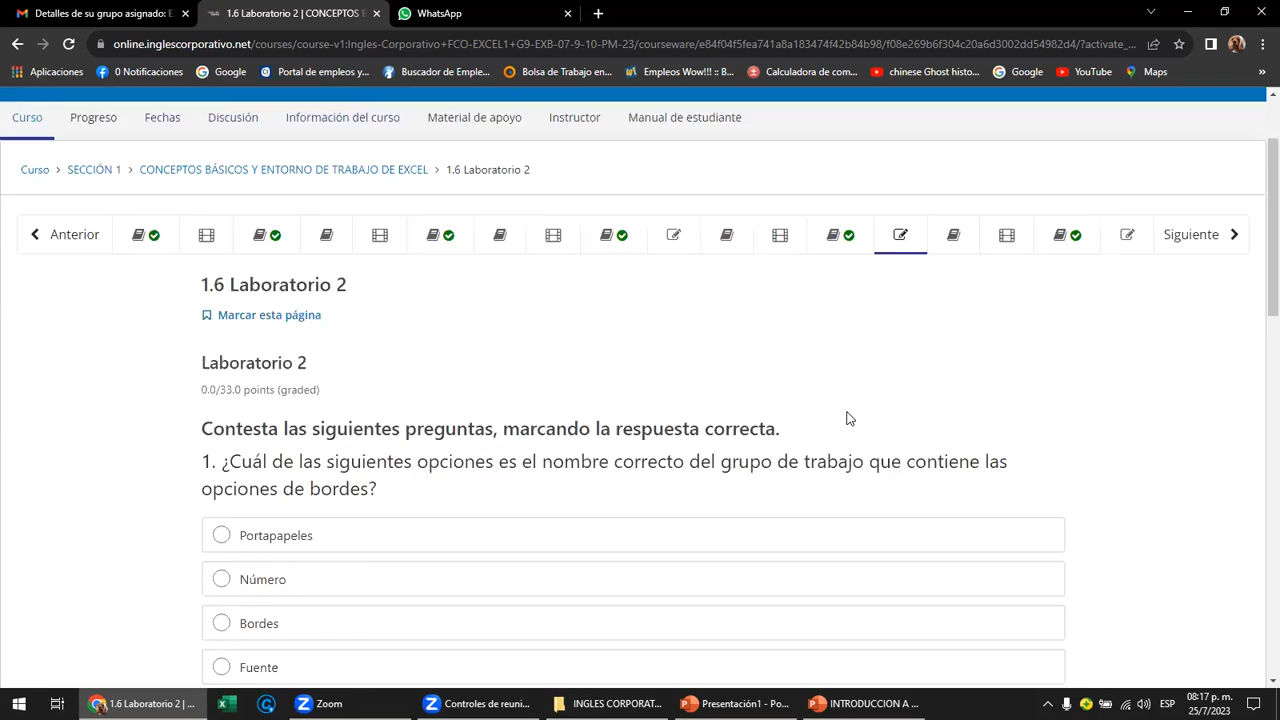 Detalles de su grupo asignado: E
1.6 Laboratorio 2 | CONCEPTOS B
WhatsApp
online.inglescorporativo.net/courses/course-v1:Ingles-Corporativo+FCO-EXCEL1+G9-EXB-07-9-10-PM-23/courseware/e84f04f5fea741a8a183474f42b84b98/f08e269b6f304c20a6d3002dd54982d4/?activate_...
Aplicaciones
0 Notificaciones
Google
Portal de empleos y...
Buscador de Emple...
Bolsa de Trabajo en...
Empleos Wow!!! :: B...
Calculadora de com...
chinese Ghost histo...
Google
YouTube
Maps
Curso
Progreso
Fechas
Discusión
Información del curso
Material de apoyo
Instructor
Manual de estudiante
Curso > SECCIÓN 1 > CONCEPTOS BÁSICOS Y ENTORNO DE TRABAJO DE EXCEL > 1.6 Laboratorio 2
Anterior
Siguiente
1.6 Laboratorio 2
Marcar esta página
Laboratorio 2
0.0/33.0 points (graded)
Contesta las siguientes preguntas, marcando la respuesta correcta.
1. ¿Cuál de las siguientes opciones es el nombre correcto del grupo de trabajo que contiene las
opciones de bordes?
Portapapeles
Número
Bordes
Fuente
1.6 Laboratorio 2 | ...
Zoom
Controles de reuni...
INGLES CORPORAT...
Presentación1 - Po...
INTRODUCCION A ...
ESP
08:17 p. m.
25/7/2023